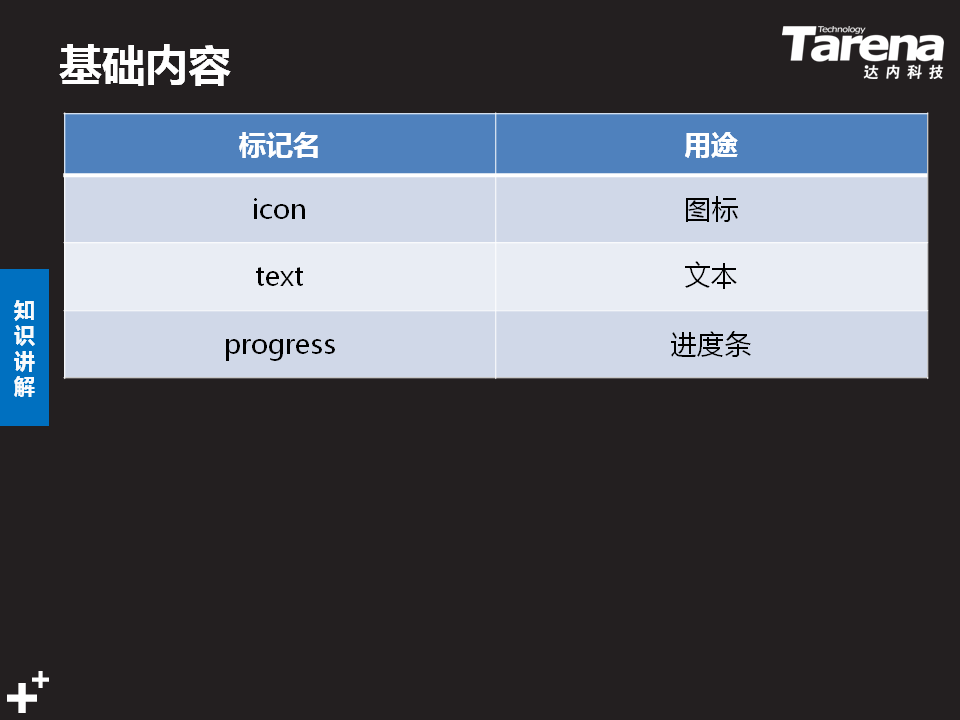 基础内容
Technology
Tarena
达内科技
标记名 用途
icon 图标
text 文本
progress 进度条
知识讲解